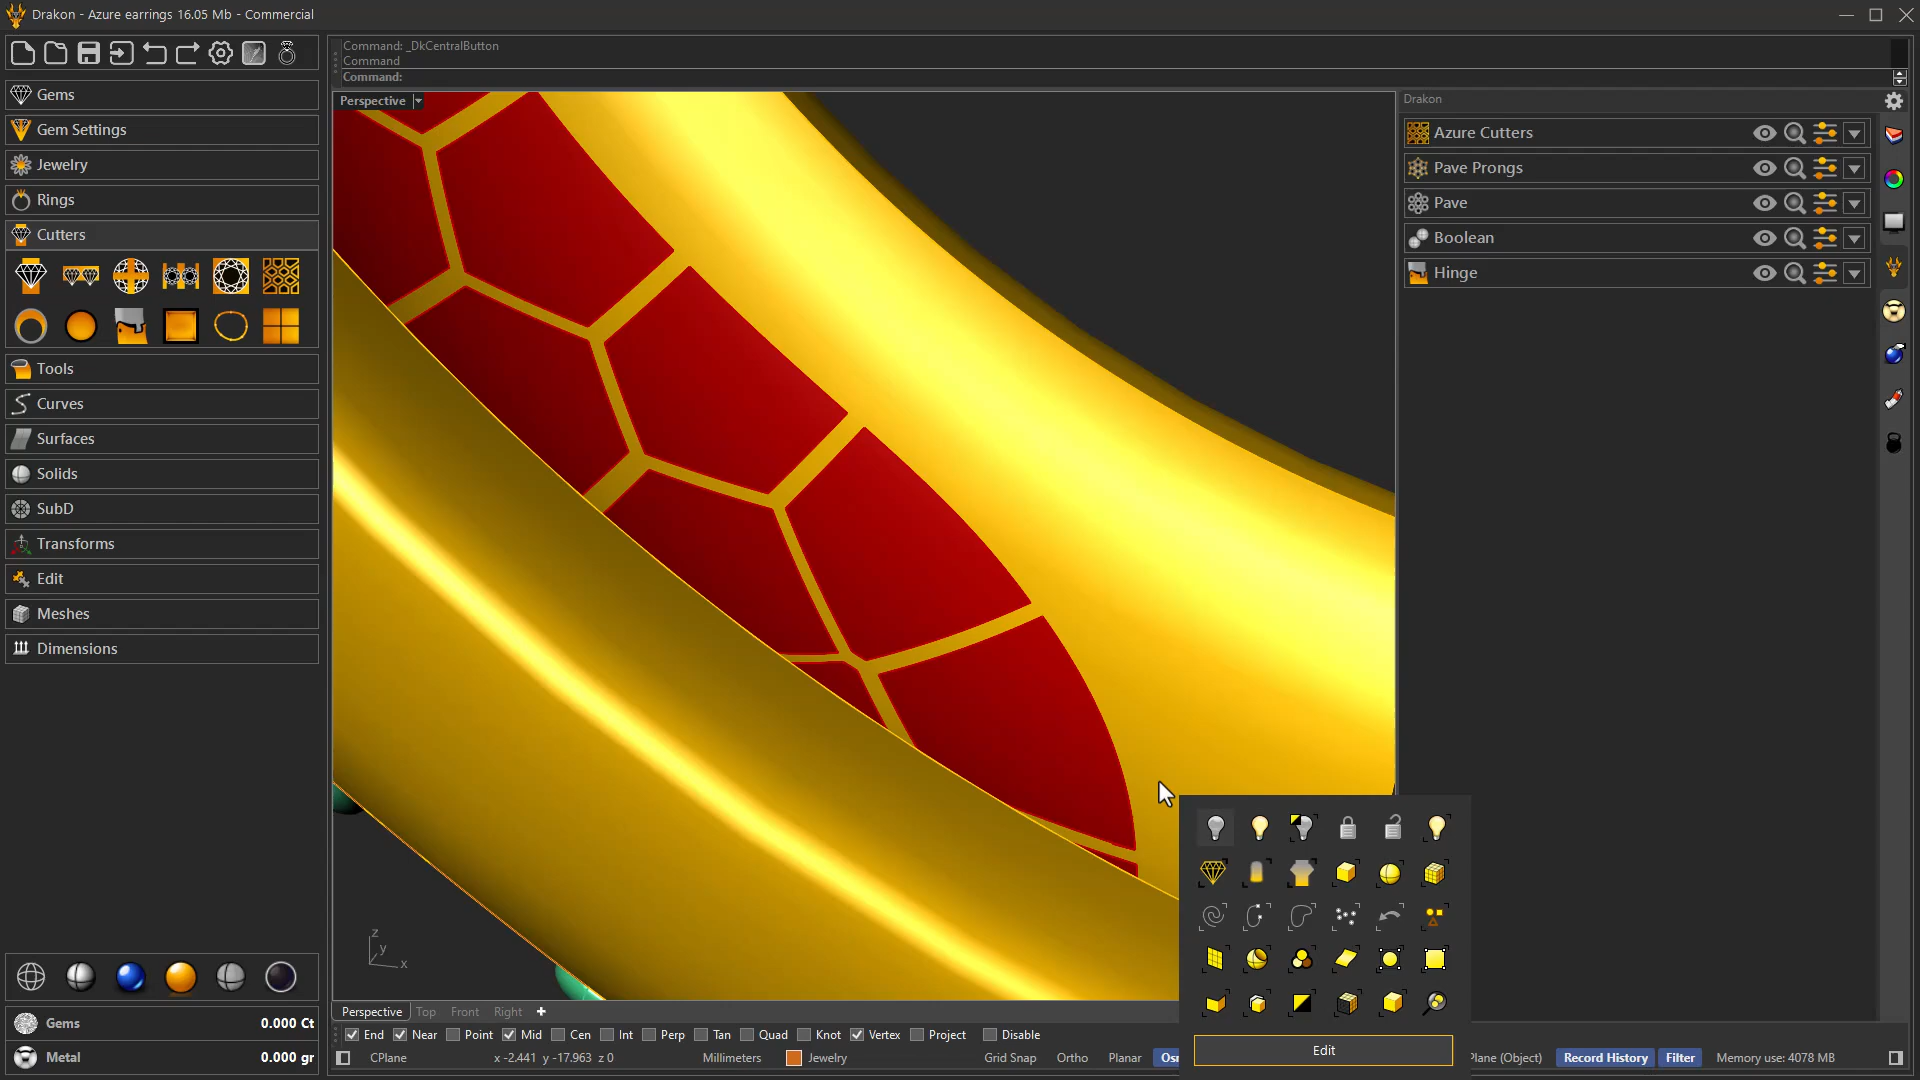 Drakon - Azure earrings 16.05 Mb - Commercial
Command: _DkCentralButton
Command
Command:
Gems
Gem Settings
Jewelry
Rings
Cutters
Tools
Curves
Surfaces
Solids
SubD
Transforms
Edit
Meshes
Dimensions
Gems 0.000 Ct
Metal 0.000 gr
Perspective
z
y
x
Drakon
Azure Cutters
Pave Prongs
Pave
Boolean
Hinge
Edit
Perspective Top Front Right
End Near Point Mid Cen Int Perp Tan Quad Knot Vertex Project Disable
CPlane x -2.441 y -17.963 z 0 Millimeters Jewelry Grid Snap Ortho Planar Osn Plane (Object) Record History Filter Memory use: 4078 MB